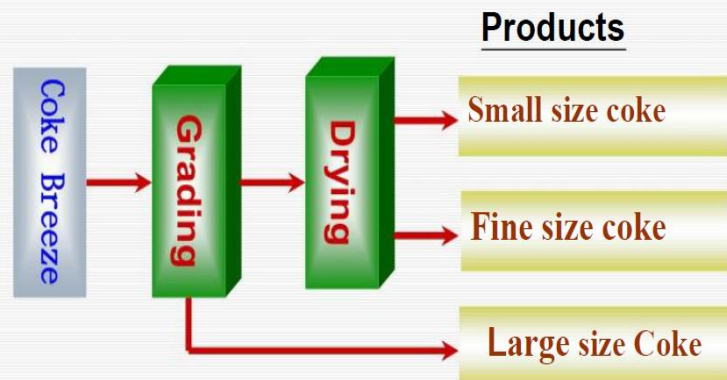 Products
Coke Breeze
Grading
Drying
Small size coke
Fine size coke
Large size Coke